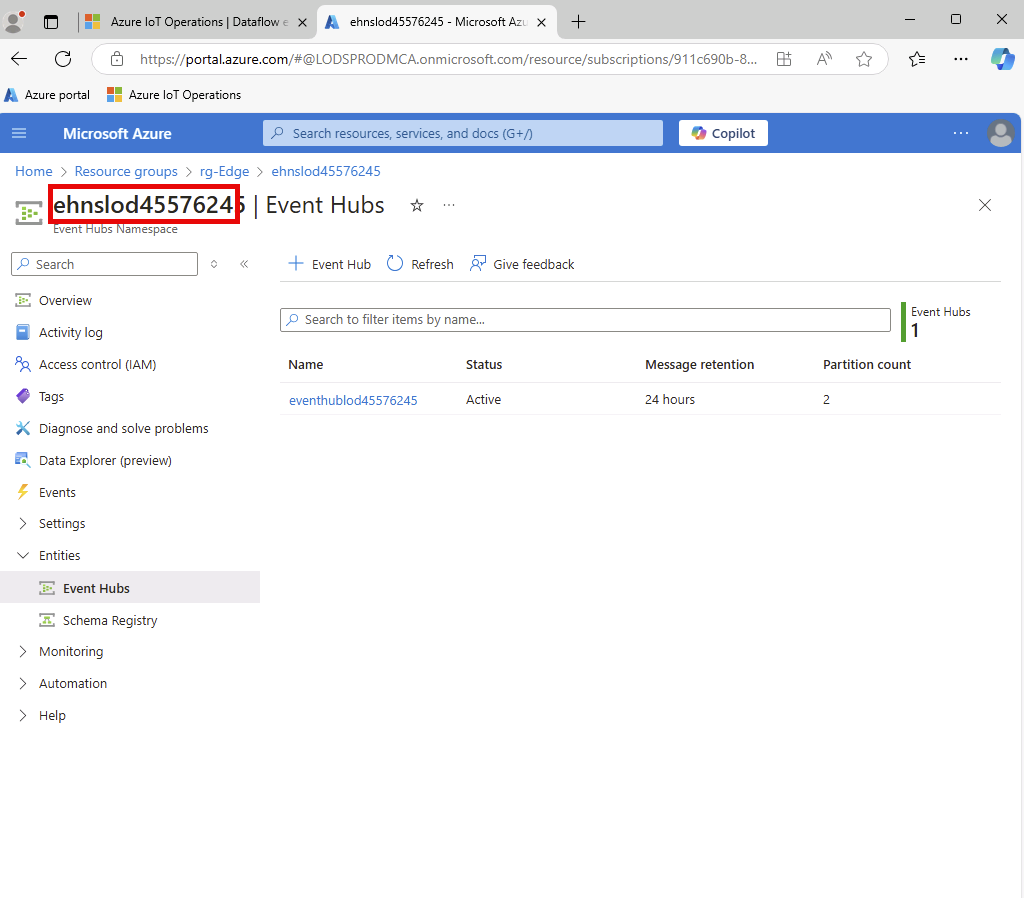 Azure IoT Operations | Dataflow e
ehnslod45576245 - Microsoft Azu
https://portal.azure.com/#@LODSPRODMCA.onmicrosoft.com/resource/subscriptions/911c690b-8...
Azure portal
Azure IoT Operations
Microsoft Azure
Search resources, services, and docs (G+/)
Copilot
Home > Resource groups > rg-Edge > ehnslod45576245
ehnslod45576245 | Event Hubs
Event Hubs Namespace
Search
Overview
Activity log
Access control (IAM)
Tags
Diagnose and solve problems
Data Explorer (preview)
Events
Settings
Entities
Event Hubs
Schema Registry
Monitoring
Automation
Help
Event Hub
Refresh
Give feedback
Search to filter items by name...
Event Hubs
1
Name Status Message retention Partition count
eventhublod45576245 Active 24 hours 2